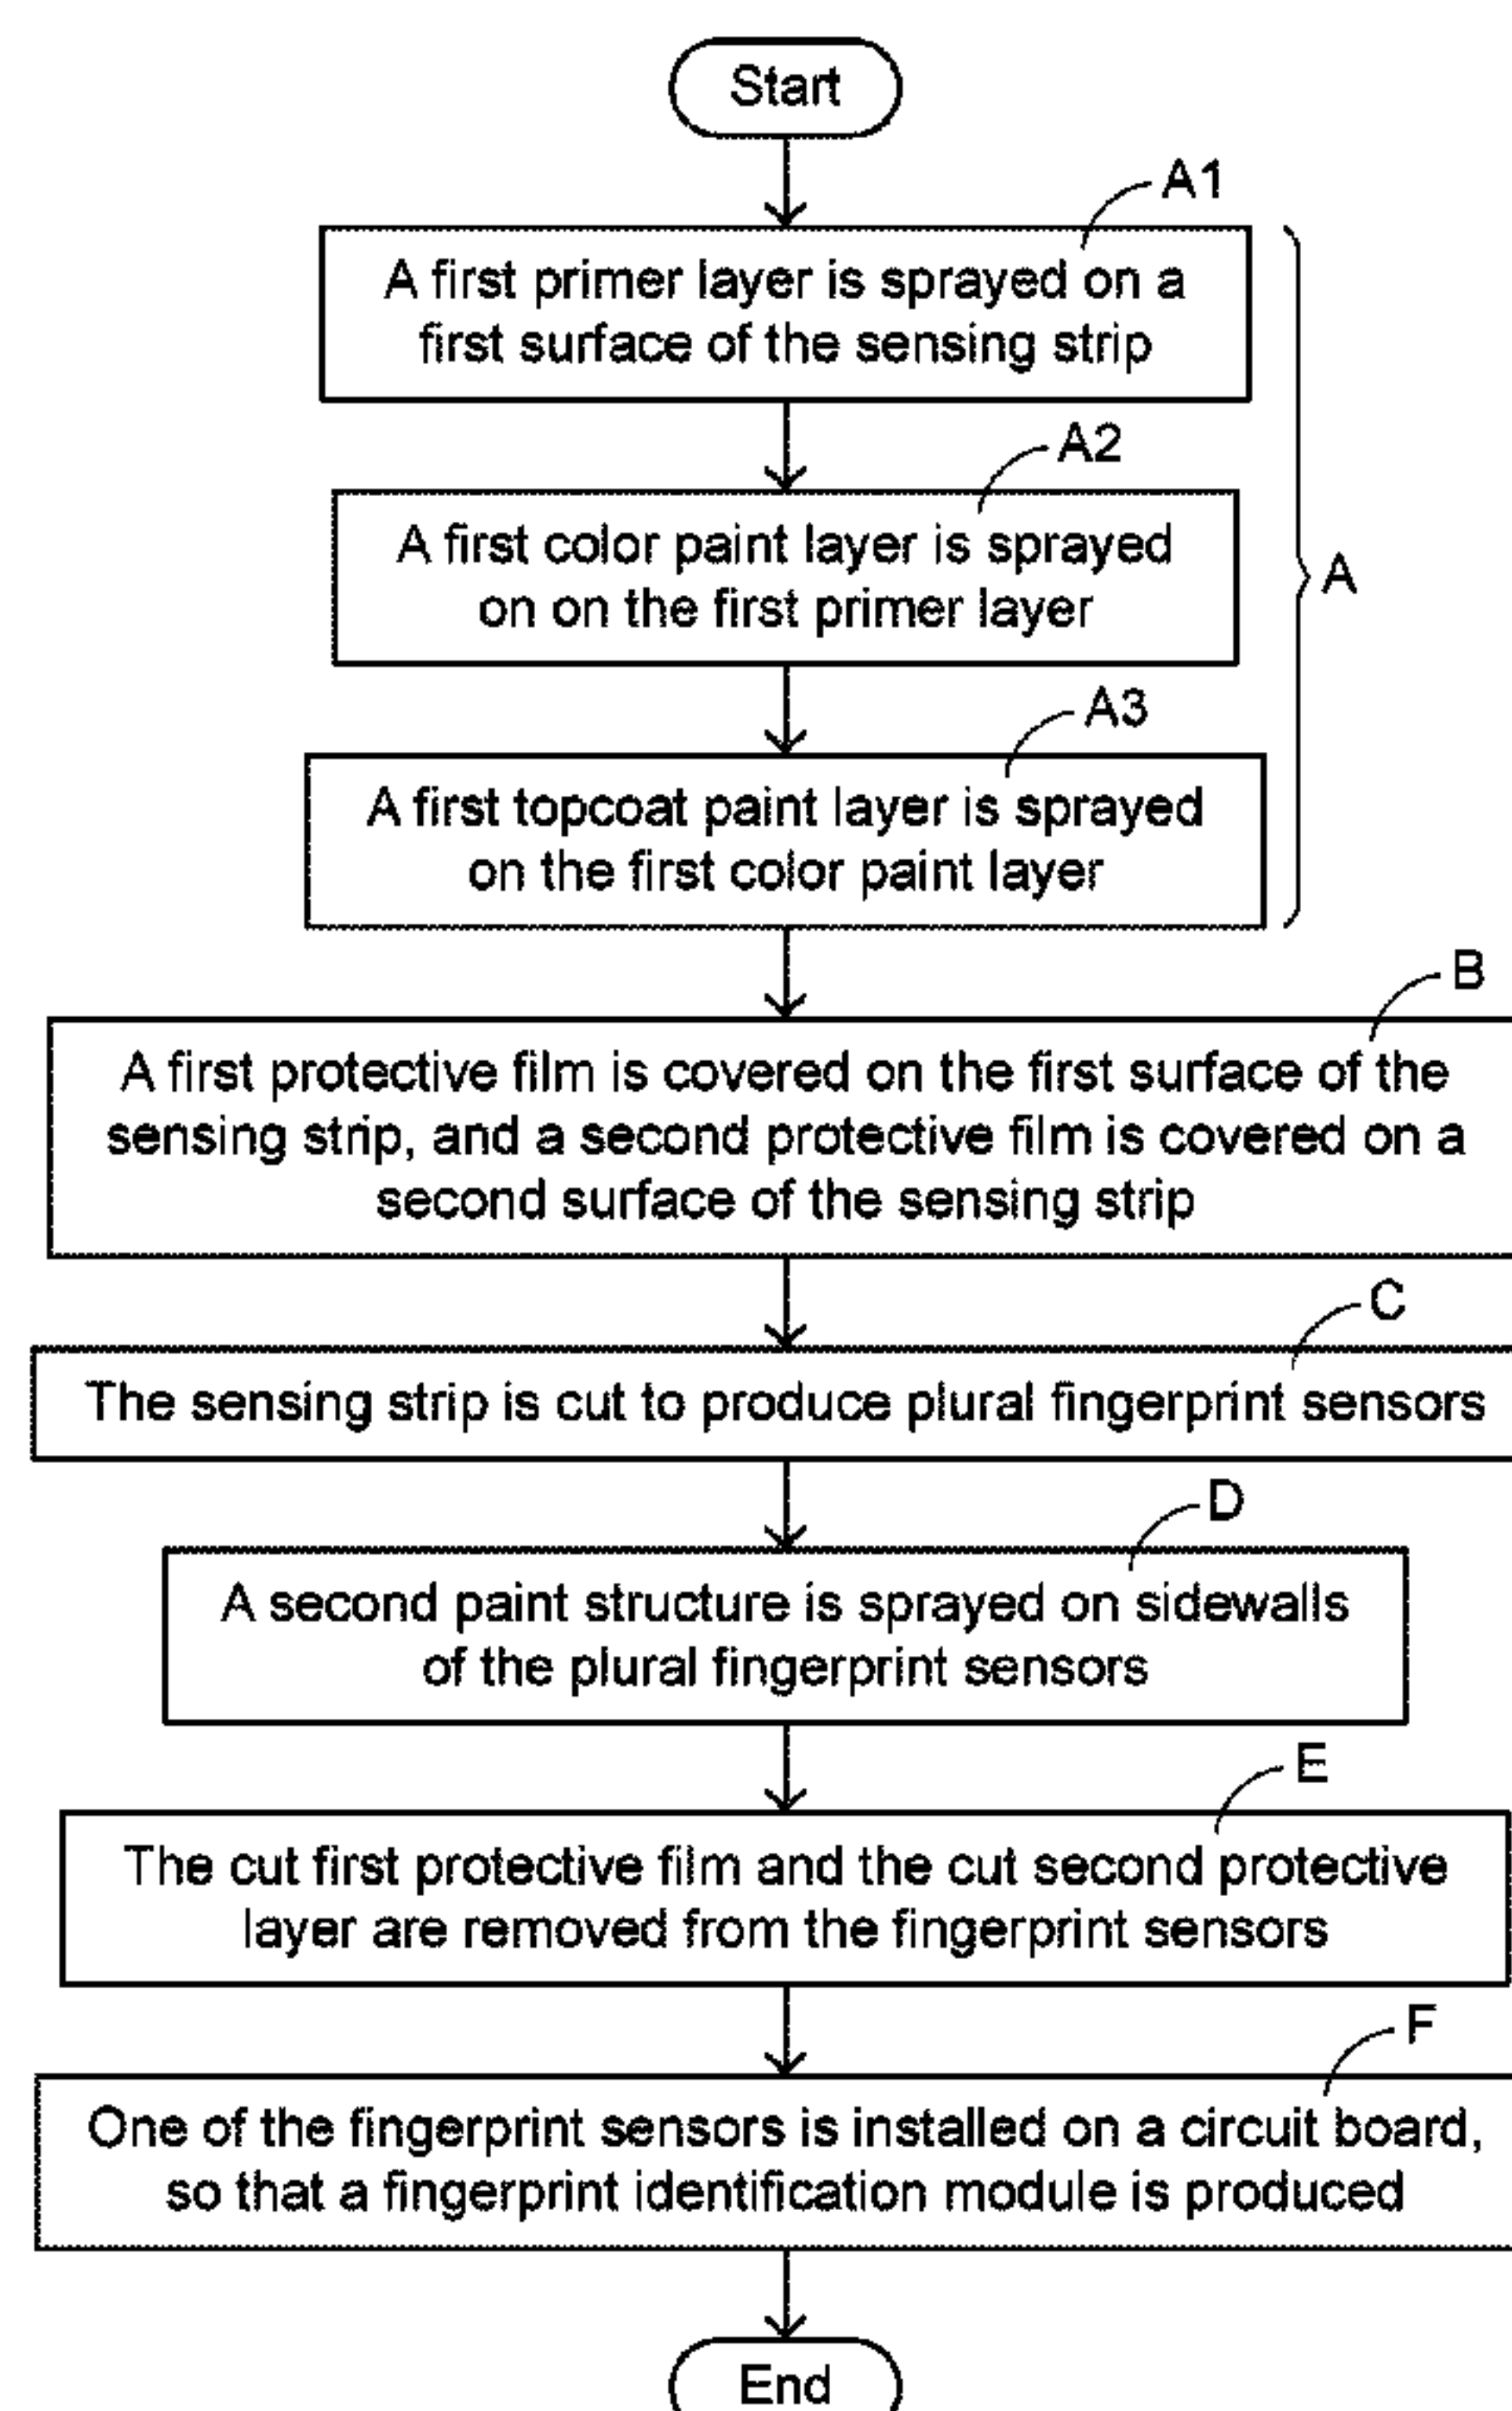 Start
A1
A first primer layer is sprayed on a
first surface of the sensing strip
A2
A first color paint layer is sprayed
on on the first primer layer
A
A3
A first topcoat paint layer is sprayed
on the first color paint layer
B
A first protective film is covered on the first surface of the
sensing strip, and a second protective film is covered on a
second surface of the sensing strip
C
The sensing strip is cut to produce plural fingerprint sensors
D
A second paint structure is sprayed on sidewalls
of the plural fingerprint sensors
E
The cut first protective film and the cut second protective
layer are removed from the fingerprint sensors
F
One of the fingerprint sensors is installed on a circuit board,
so that a fingerprint identification module is produced
End